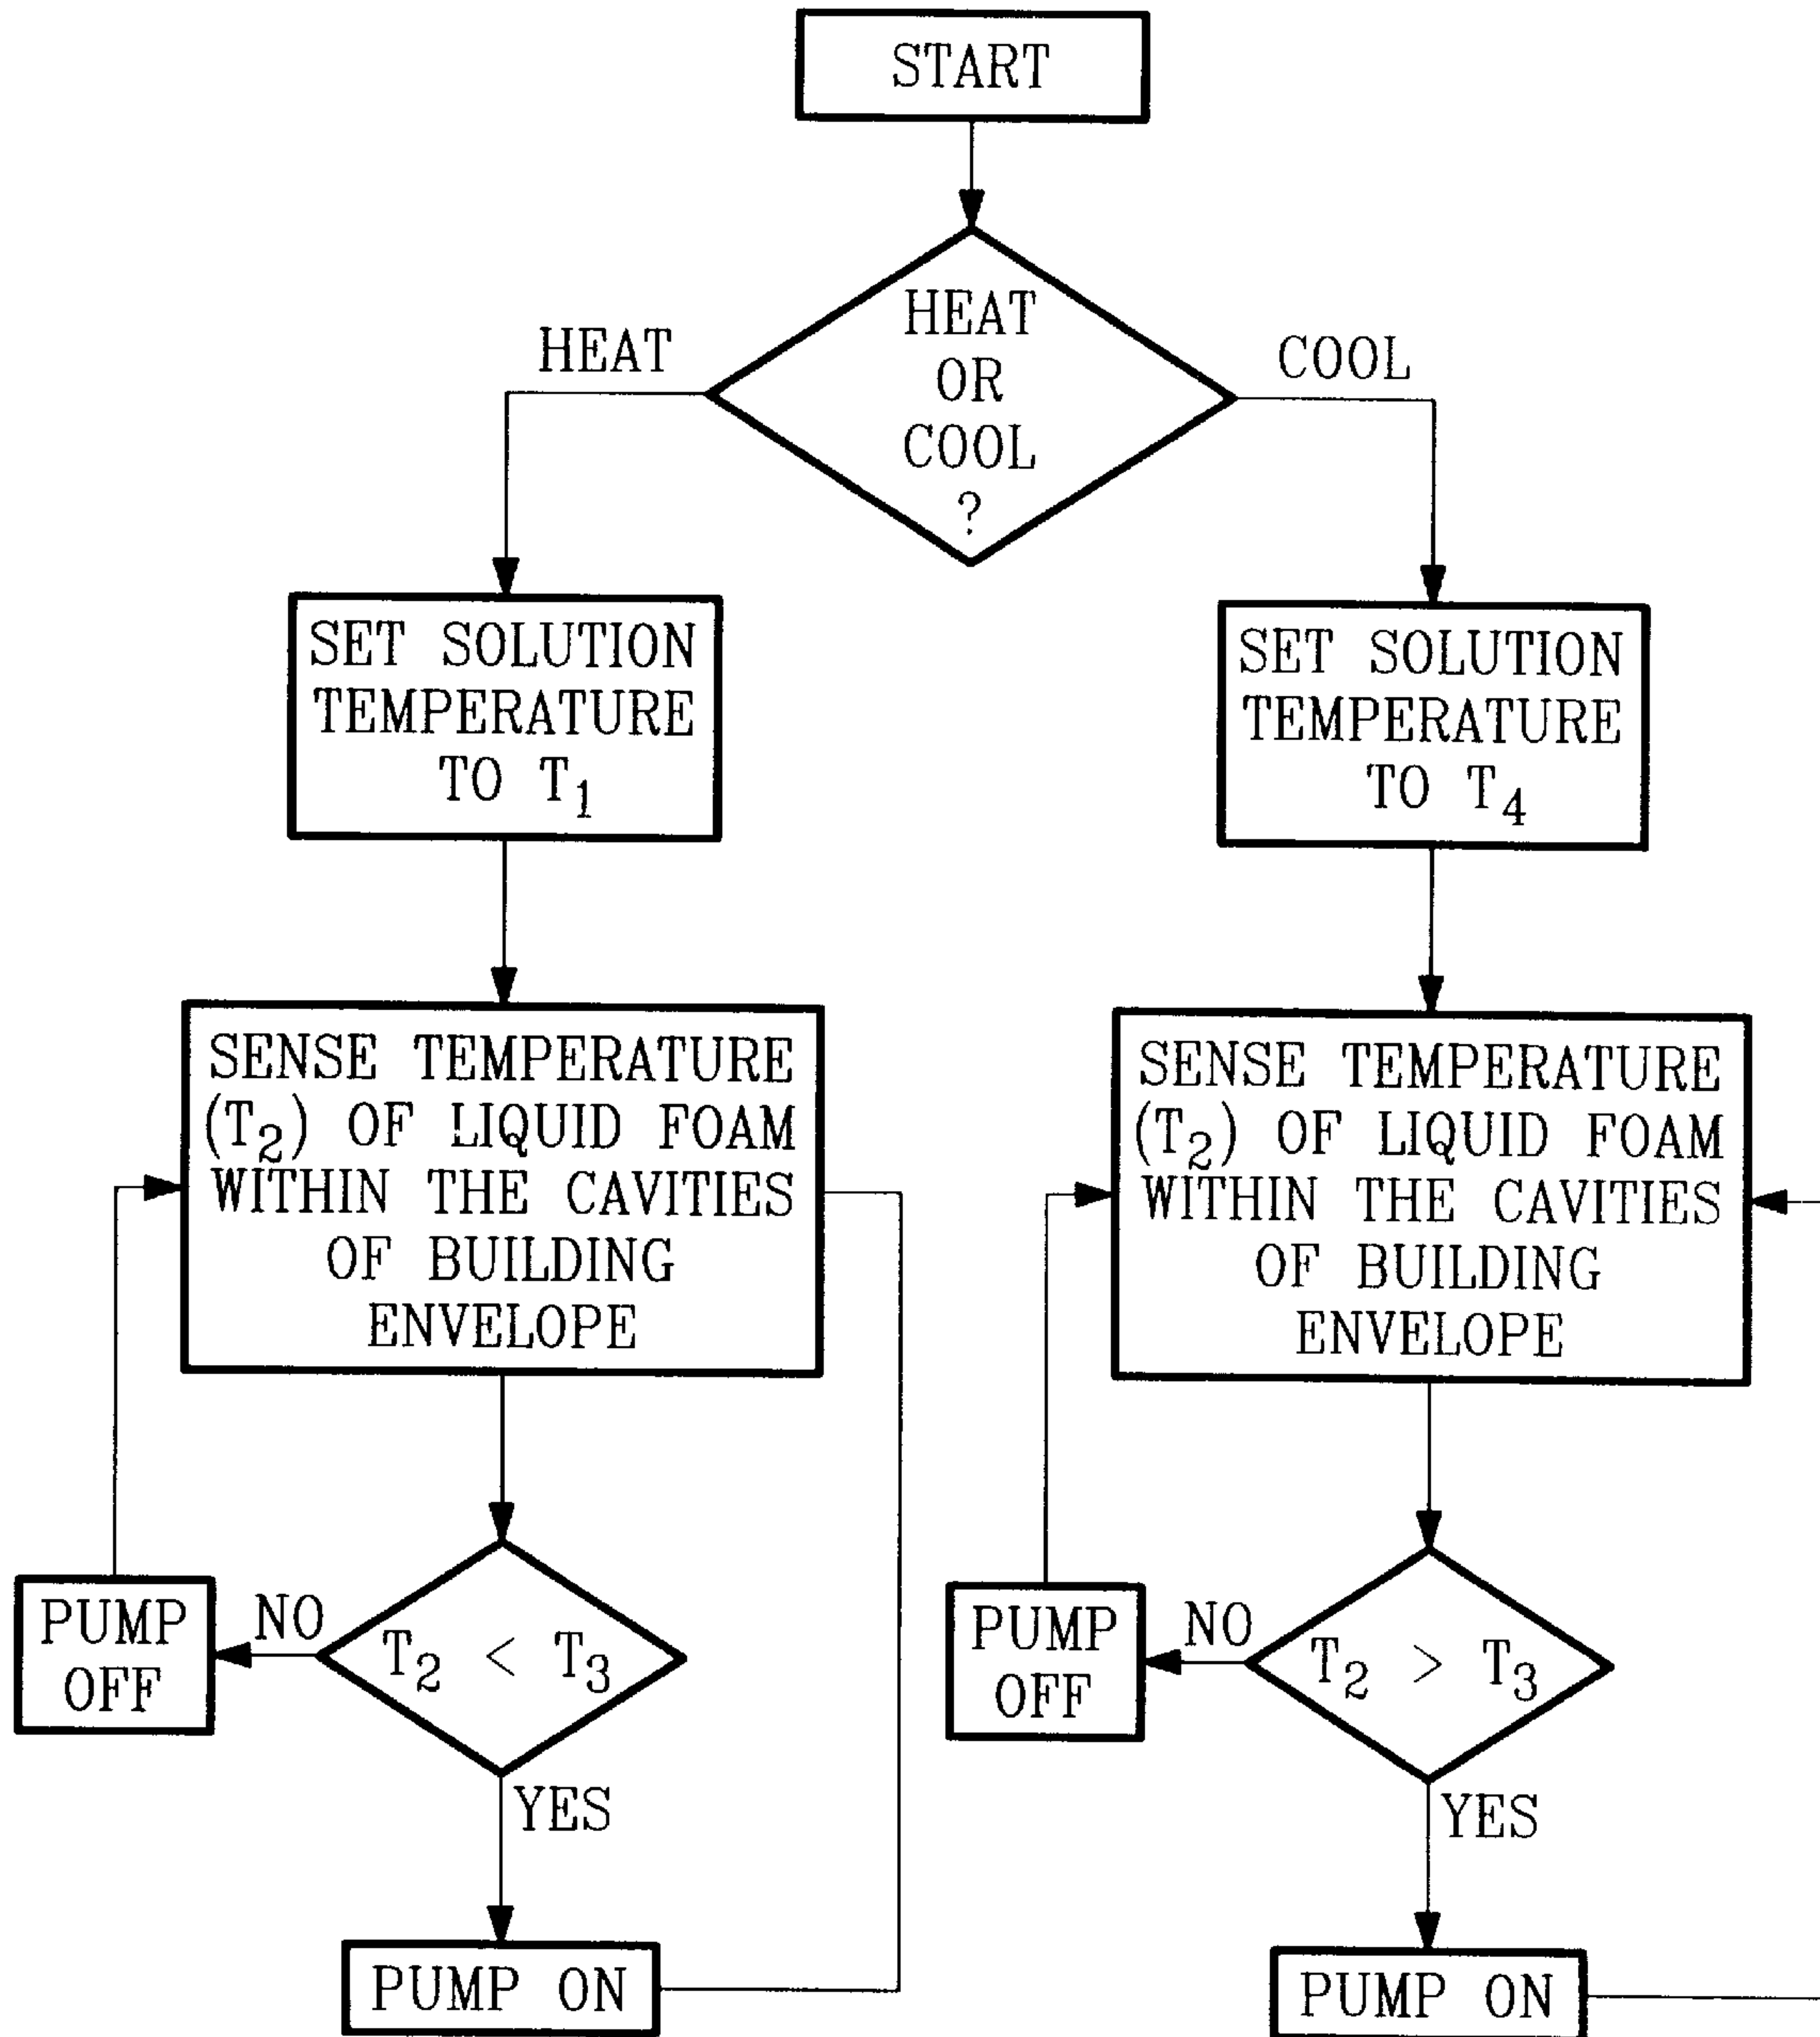 START
HEAT
OR
COOL
?
HEAT
COOL
SET SOLUTION
TEMPERATURE
TO T₁
SET SOLUTION
TEMPERATURE
TO T₄
SENSE TEMPERATURE
(T₂) OF LIQUID FOAM
WITHIN THE CAVITIES
OF BUILDING
ENVELOPE
SENSE TEMPERATURE
(T₂) OF LIQUID FOAM
WITHIN THE CAVITIES
OF BUILDING
ENVELOPE
PUMP
OFF
NO
T₂ < T₃
YES
PUMP ON
PUMP
OFF
NO
T₂ > T₃
YES
PUMP ON